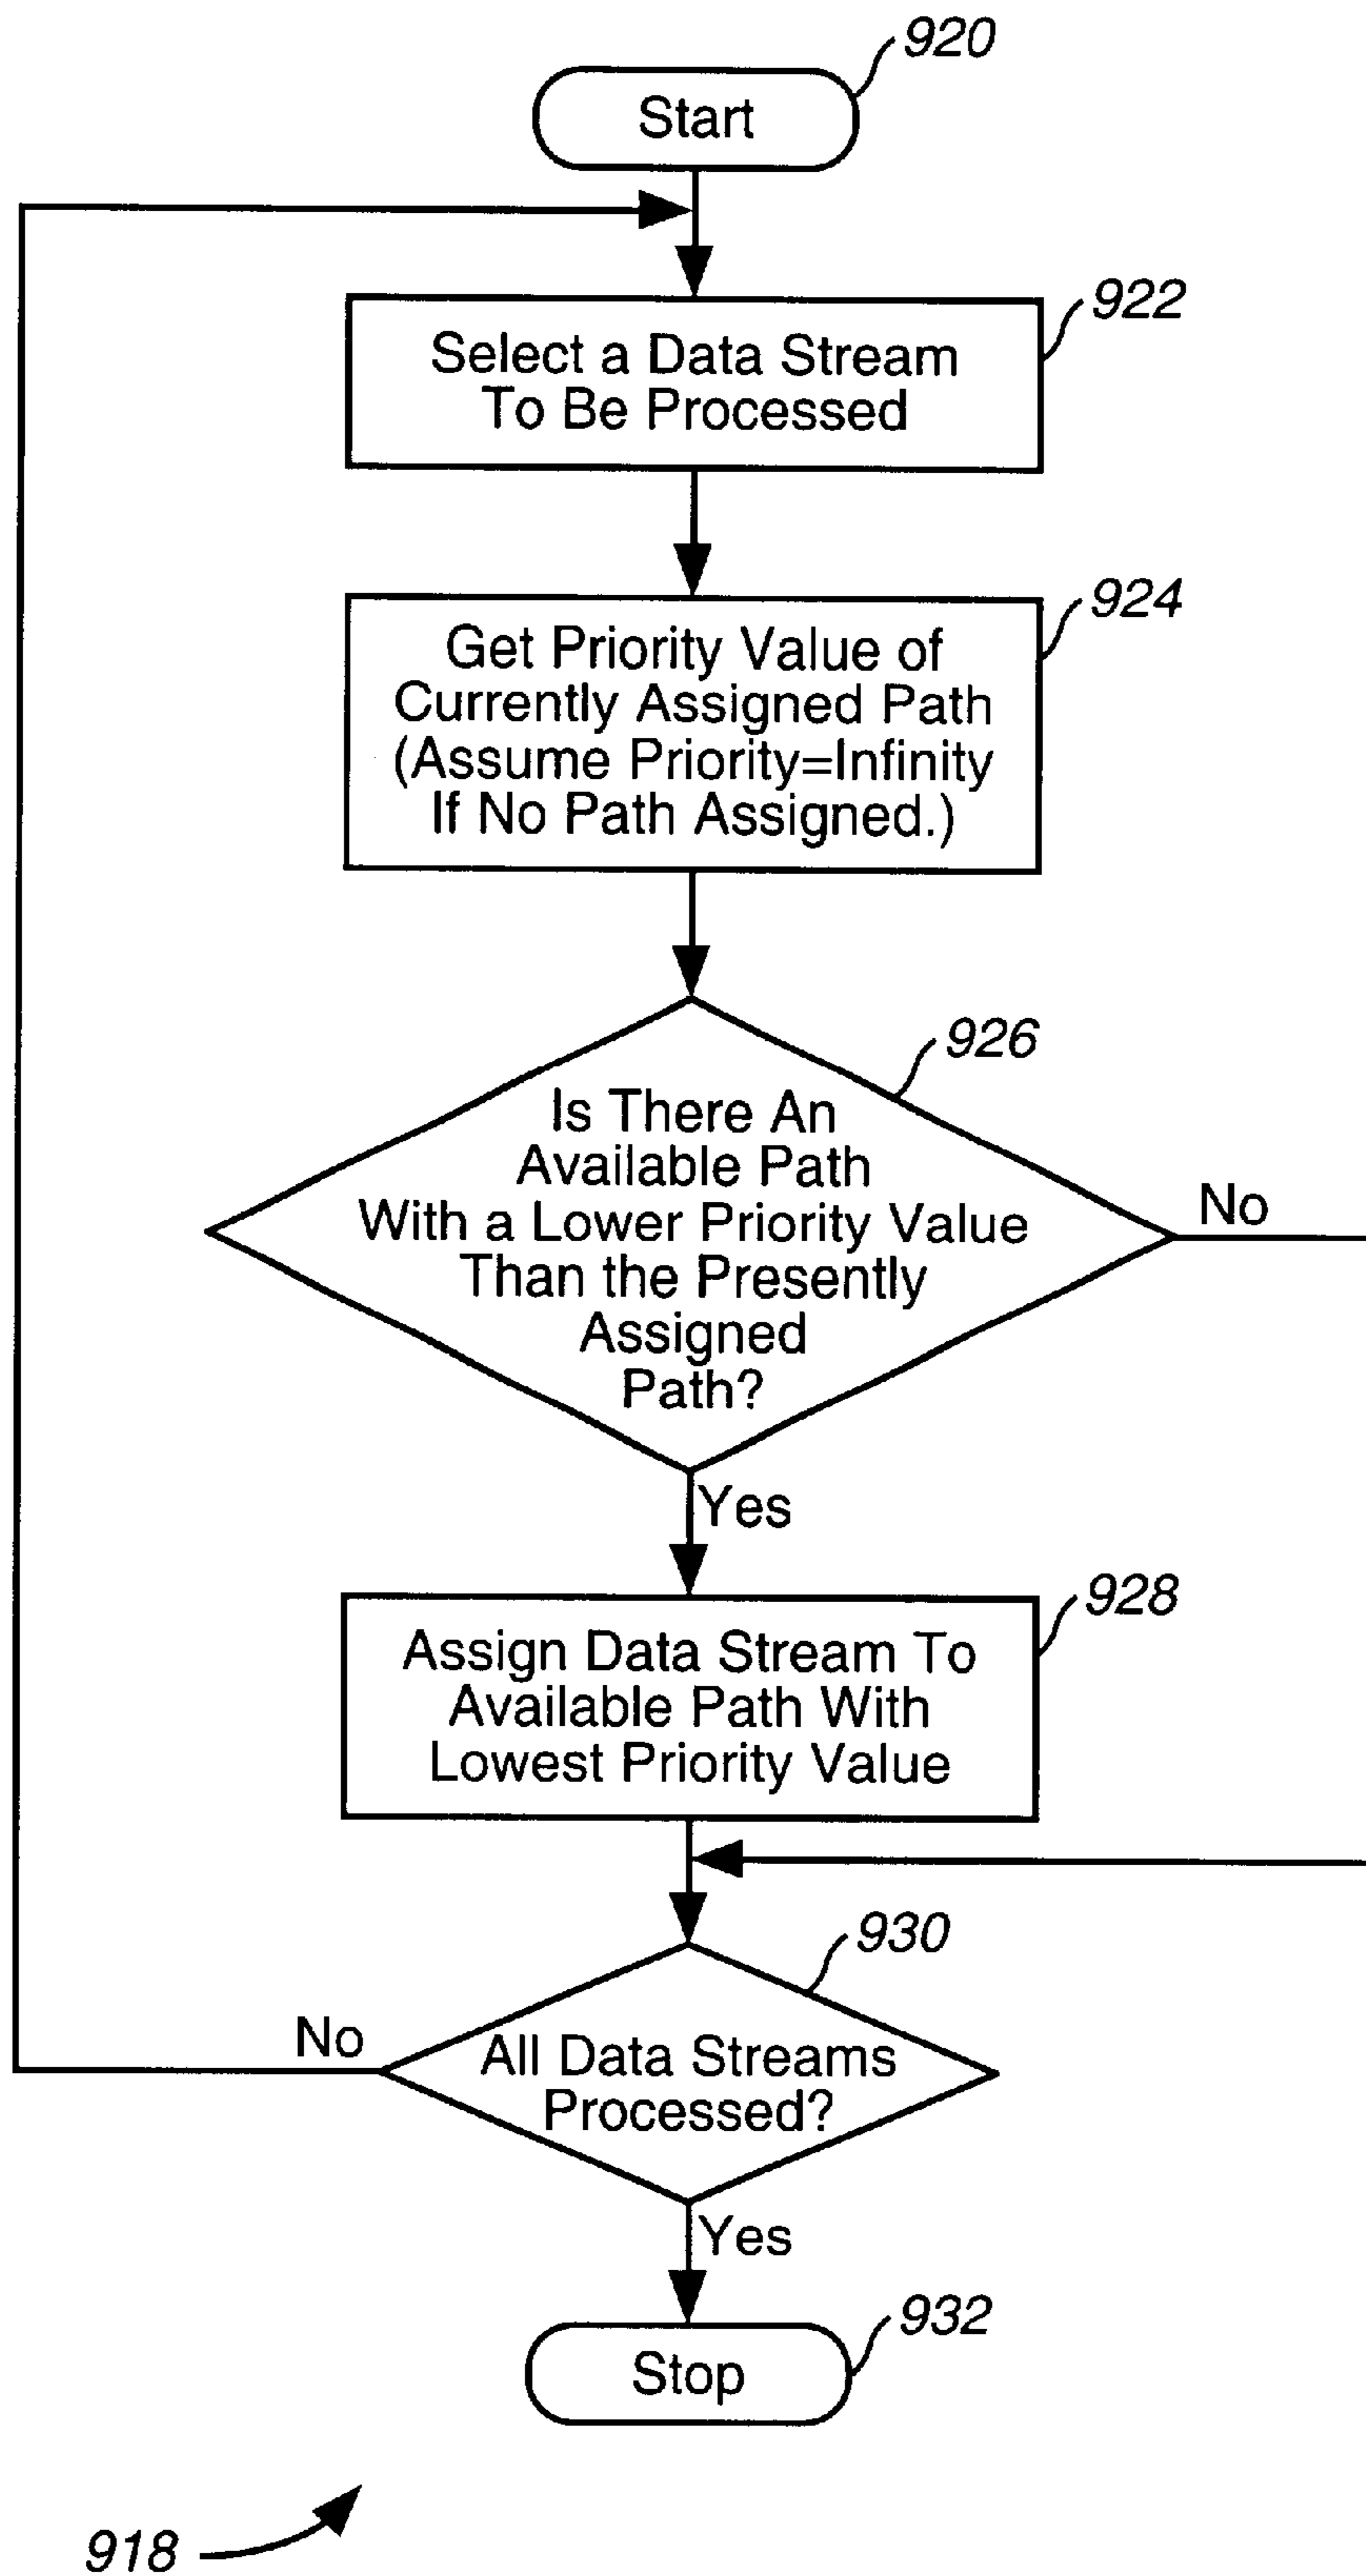 920
Start
922
Select a Data Stream
To Be Processed
924
Get Priority Value of
Currently Assigned Path
(Assume Priority=Infinity
If No Path Assigned.)
926
Is There An
Available Path
With a Lower Priority Value
Than the Presently
Assigned
Path?
No
Yes
928
Assign Data Stream To
Available Path With
Lowest Priority Value
930
No
All Data Streams
Processed?
Yes
932
Stop
918